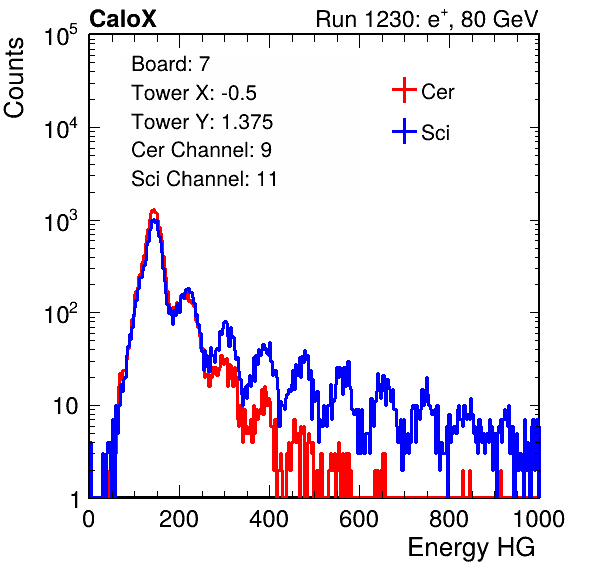 CaloX Run 1230: e⁺, 80 GeV
Counts
Board: 7
Tower X: -0.5
Tower Y: 1.375
Cer Channel: 9
Sci Channel: 11
Cer
Sci
10⁵
10⁴
10³
10²
10
1
0 200 400 600 800 1000
Energy HG